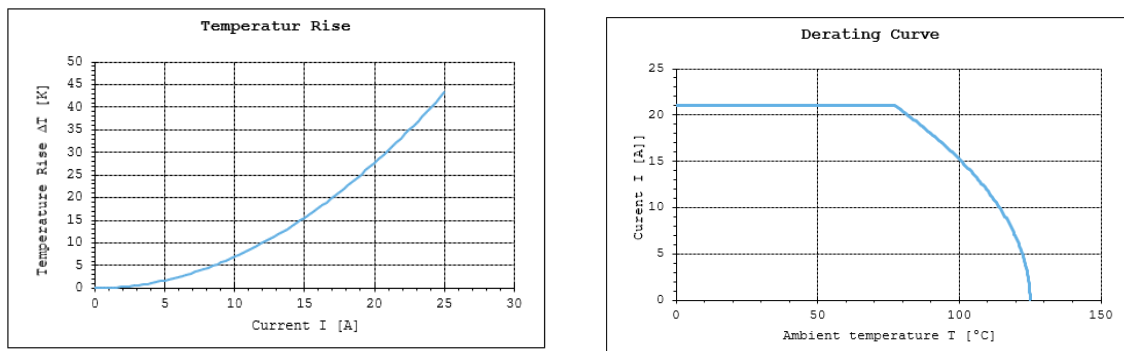 Temperatur Rise
Temperature Rise ΔT [K]
50
45
40
35
30
25
20
15
10
5
0
0 5 10 15 20 25 30
Current I [A]
Derating Curve
Curent I [A]]
25
20
15
10
5
0
0 50 100 150
Ambient temperature T [°C]